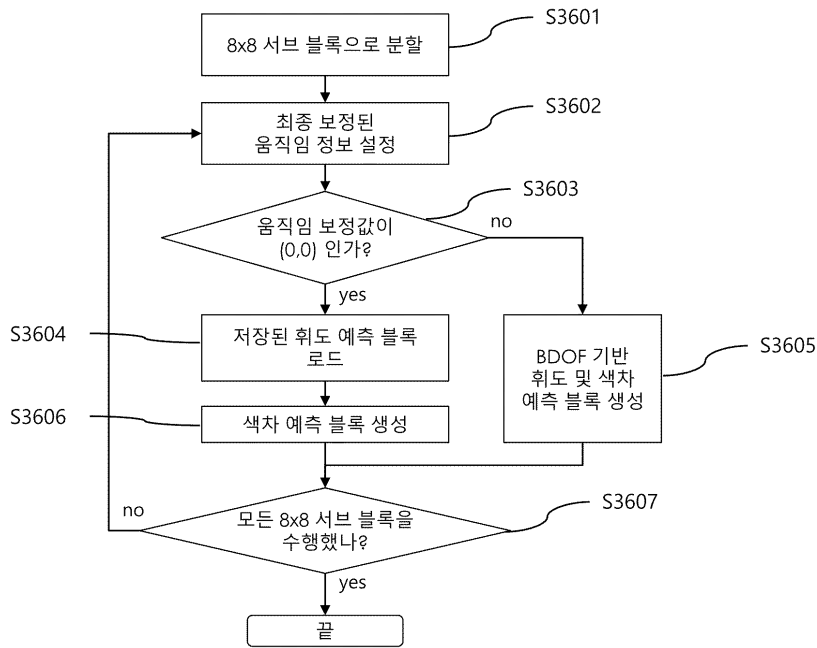 8x8 서브 블록으로 분할
S3601
최종 보정된
움직임 정보 설정
S3602
움직임 보정값이
(0,0) 인가?
S3603
no
yes
S3604
저장된 휘도 예측 블록
로드
BDOF 기반
휘도 및 색차
예측 블록 생성
S3605
S3606
색차 예측 블록 생성
no
모든 8x8 서브 블록을
수행했나?
S3607
yes
끝